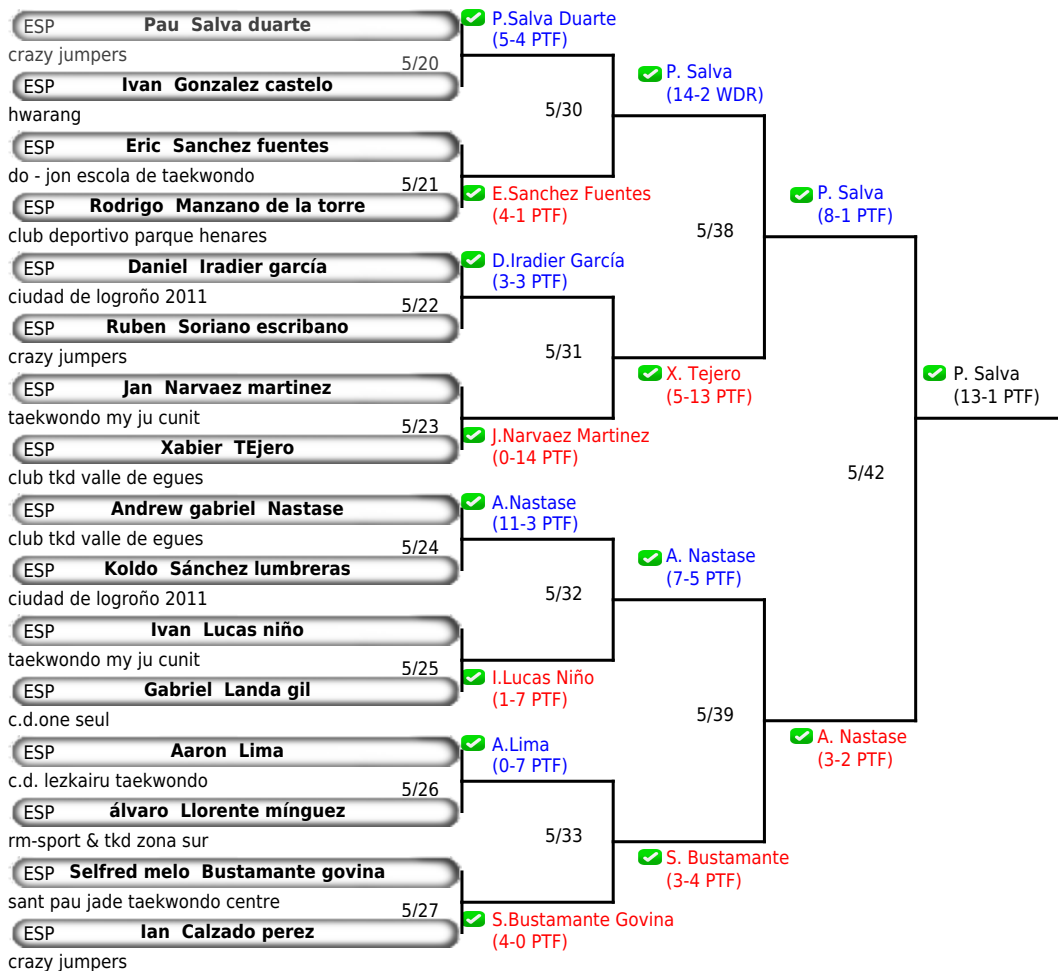 ESP Pau Salva duarte
crazy jumpers
5/20
ESP Ivan Gonzalez castelo
hwarang
ESP Eric Sanchez fuentes
do - jon escola de taekwondo
5/21
ESP Rodrigo Manzano de la torre
club deportivo parque henares
ESP Daniel Iradier garcía
ciudad de logroño 2011
5/22
ESP Ruben Soriano escribano
crazy jumpers
ESP Jan Narvaez martinez
taekwondo my ju cunit
5/23
ESP Xabier TEjero
club tkd valle de egues
ESP Andrew gabriel Nastase
club tkd valle de egues
5/24
ESP Koldo Sánchez lumbreras
ciudad de logroño 2011
ESP Ivan Lucas niño
taekwondo my ju cunit
5/25
ESP Gabriel Landa gil
c.d.one seul
ESP Aaron Lima
c.d. lezkairu taekwondo
5/26
ESP álvaro Llorente mínguez
rm-sport & tkd zona sur
ESP Selfred melo Bustamante govina
sant pau jade taekwondo centre
5/27
ESP Ian Calzado perez
crazy jumpers
P.Salva Duarte
(5-4 PTF)
5/30
E.Sanchez Fuentes
(4-1 PTF)
D.Iradier García
(3-3 PTF)
5/31
J.Narvaez Martinez
(0-14 PTF)
A.Nastase
(11-3 PTF)
5/32
I.Lucas Niño
(1-7 PTF)
A.Lima
(0-7 PTF)
5/33
S.Bustamante Govina
(4-0 PTF)
P. Salva
(14-2 WDR)
5/38
X. Tejero
(5-13 PTF)
A. Nastase
(7-5 PTF)
5/39
S. Bustamante
(3-4 PTF)
P. Salva
(8-1 PTF)
5/42
A. Nastase
(3-2 PTF)
P. Salva
(13-1 PTF)